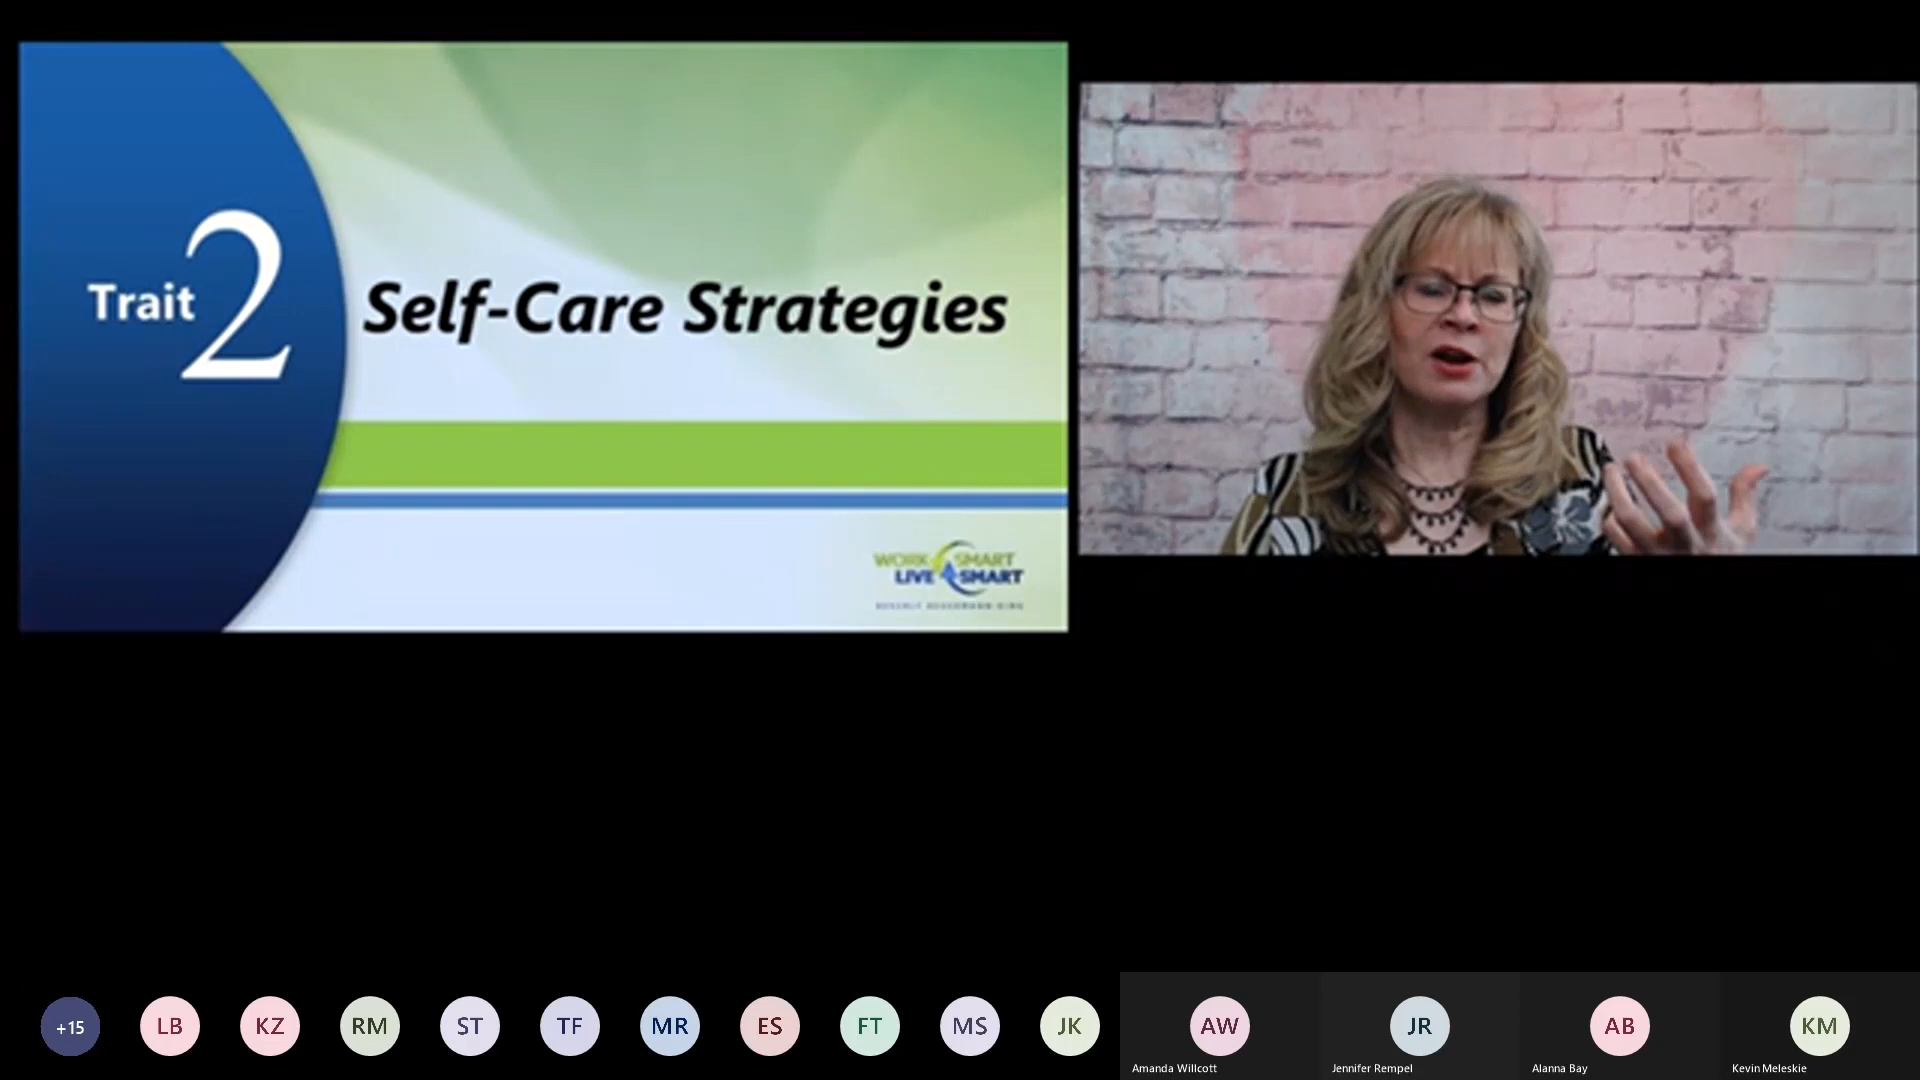 Trait 2
Self-Care Strategies
WORK SMART
LIVE SMART
+15
LB
KZ
RM
ST
TF
MR
ES
FT
MS
JK
AW
JR
AB
KM
Amanda Willcott
Jennifer Rempel
Alanna Bay
Kevin Meleskie